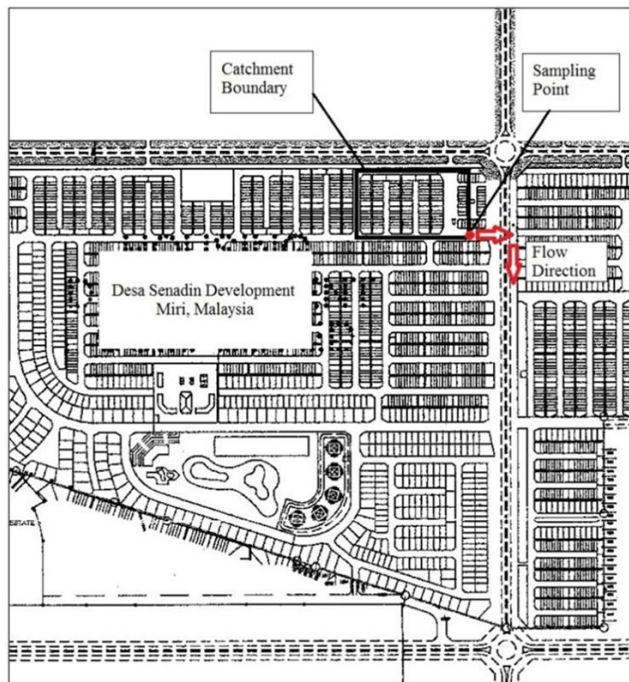 Catchment
Boundary
Sampling
Point
Flow
Direction
Desa Senadin Development
Miri, Malaysia
ESTATE